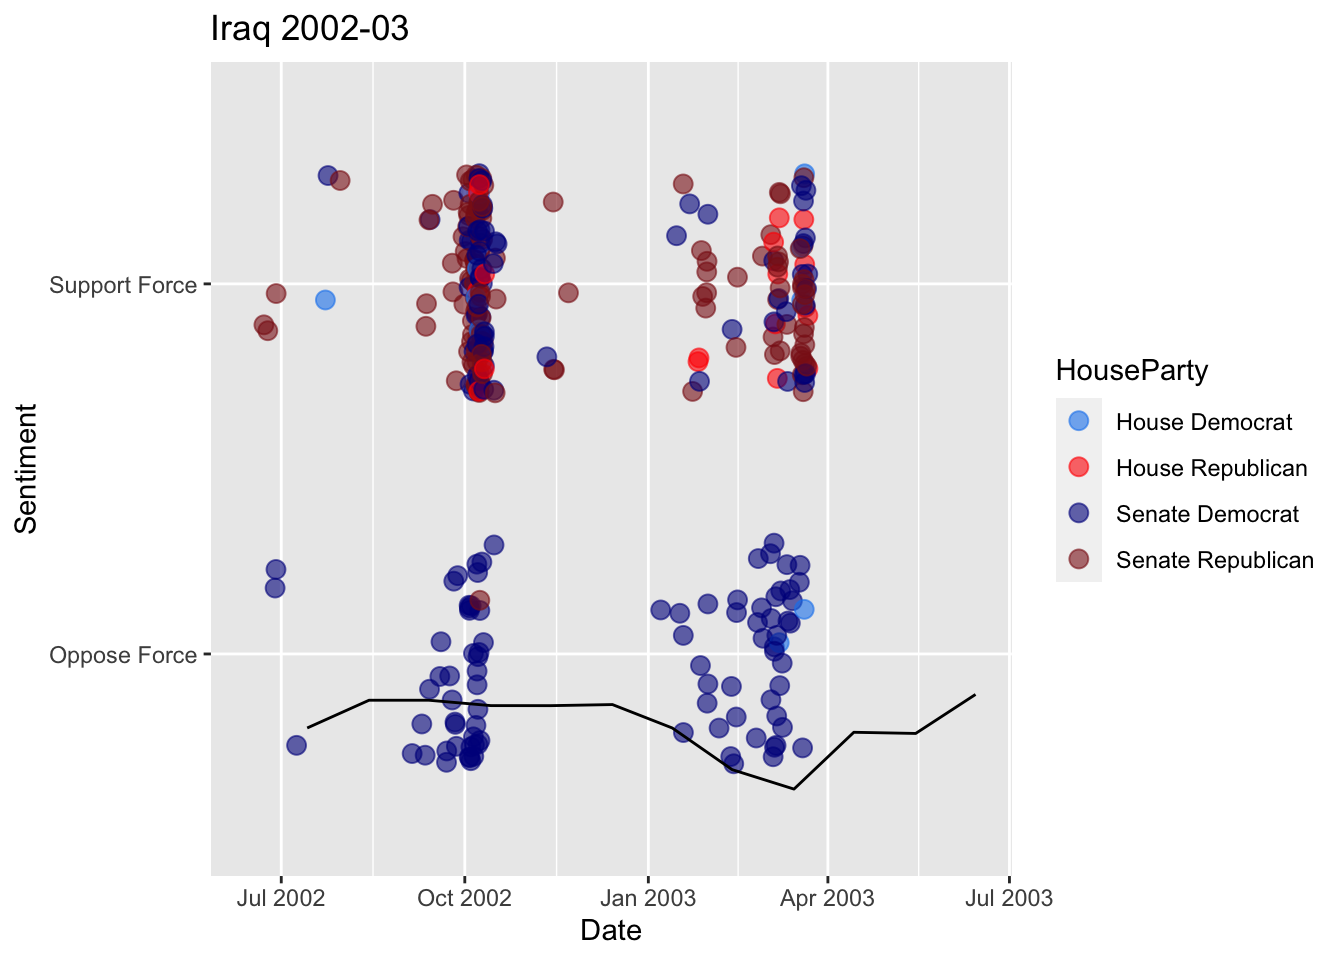 Iraq 2002-03
Support Force
Oppose Force
Sentiment
Jul 2002
Oct 2002
Jan 2003
Apr 2003
Jul 2003
Date
HouseParty
House Democrat
House Republican
Senate Democrat
Senate Republican